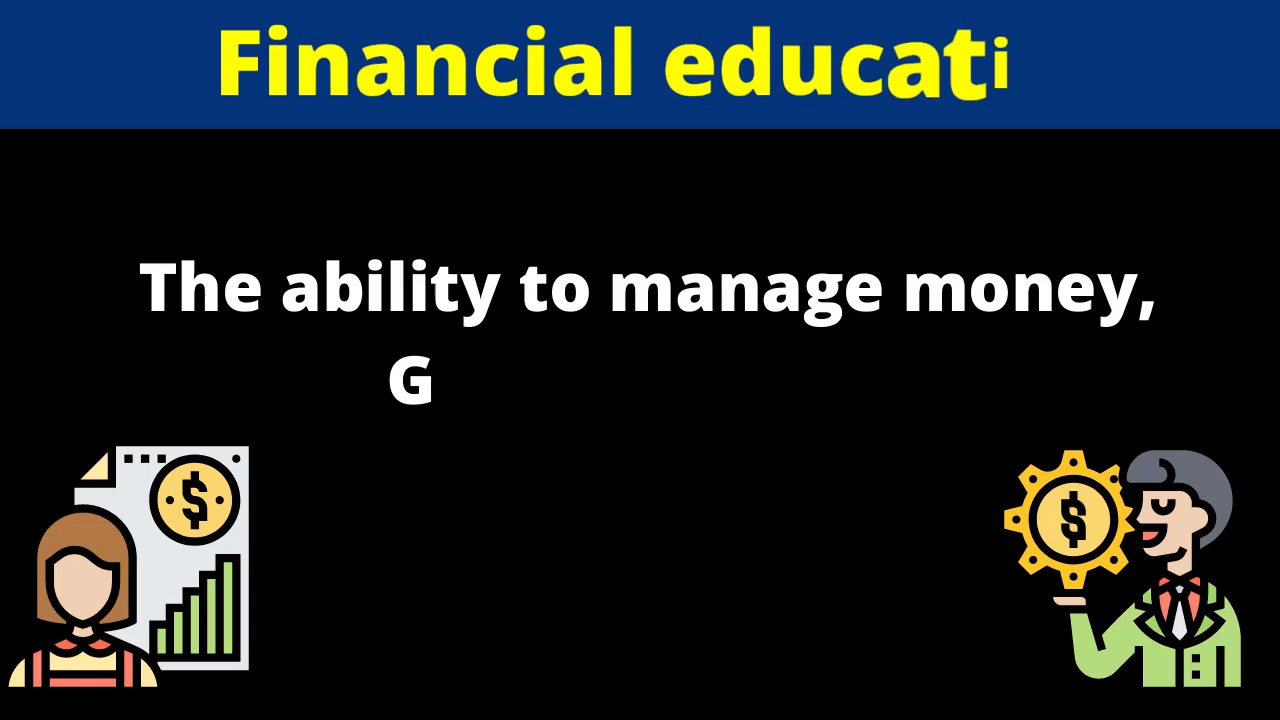 Financial educati
The ability to manage money,
G
$
$